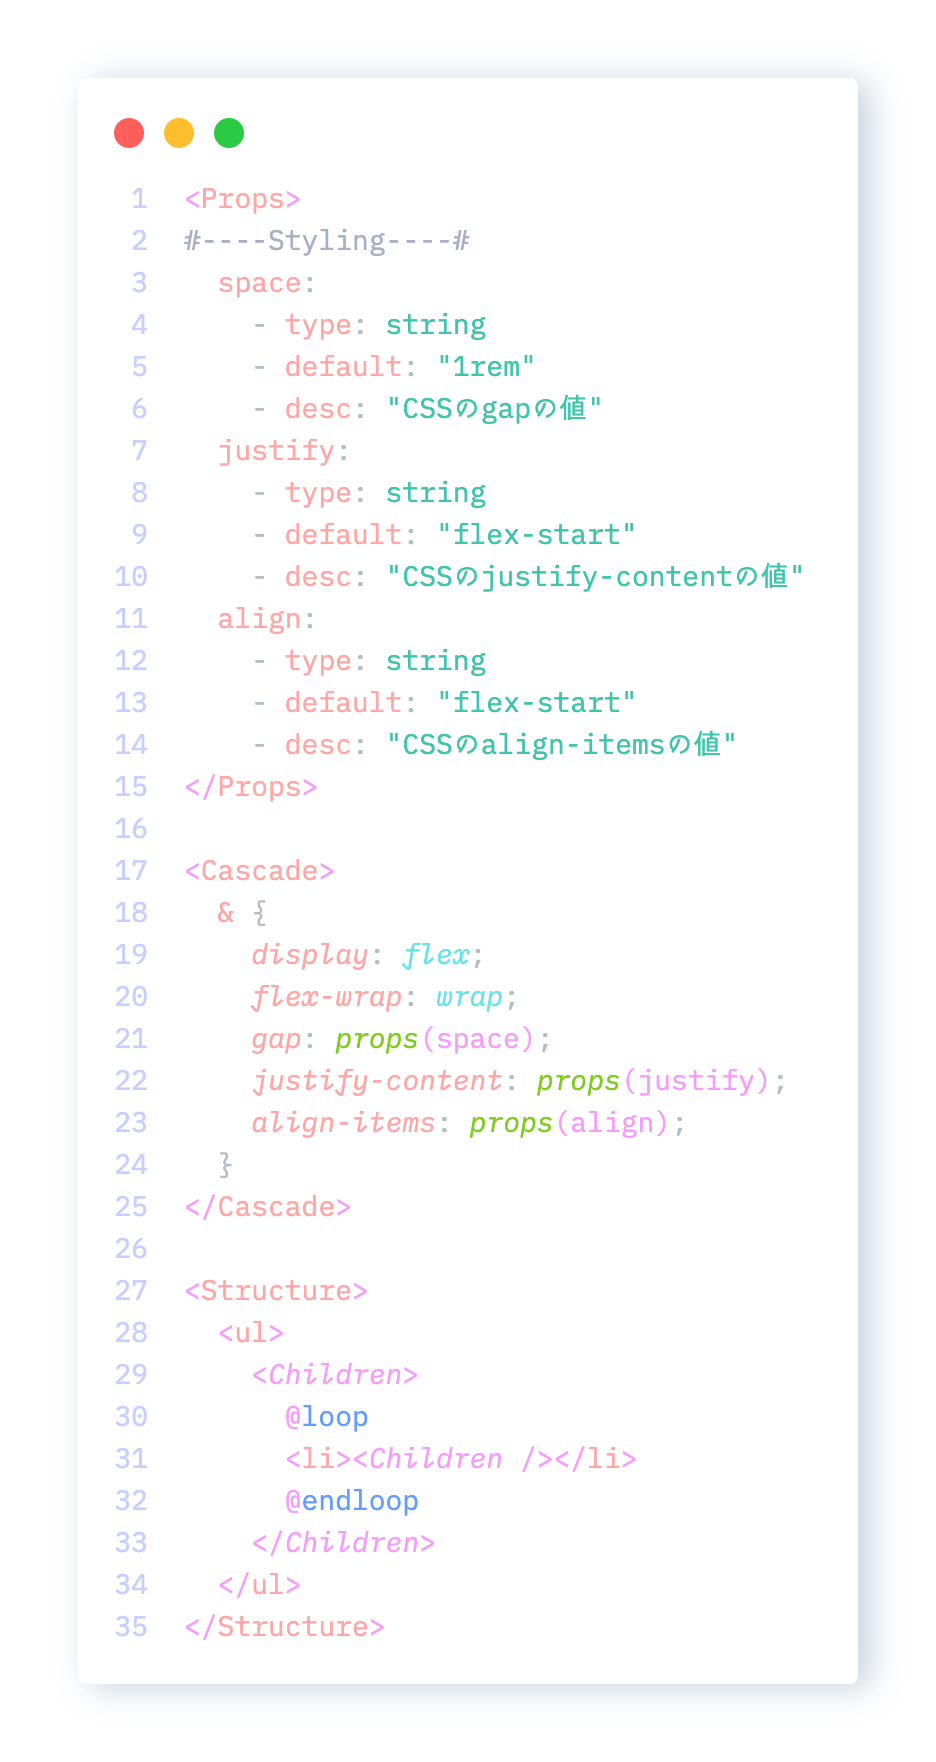 1 <Props>
2 #----Styling----#
3   space:
4     - type: string
5     - default: "1rem"
6     - desc: "CSSのgapの値"
7   justify:
8     - type: string
9     - default: "flex-start"
10     - desc: "CSSのjustify-contentの値"
11   align:
12     - type: string
13     - default: "flex-start"
14     - desc: "CSSのalign-itemsの値"
15 </Props>
16
17 <Cascade>
18   & {
19     display: flex;
20     flex-wrap: wrap;
21     gap: props(space);
22     justify-content: props(justify);
23     align-items: props(align);
24   }
25 </Cascade>
26
27 <Structure>
28   <ul>
29     <Children>
30       @loop
31       <li><Children /></li>
32       @endloop
33     </Children>
34   </ul>
35 </Structure>